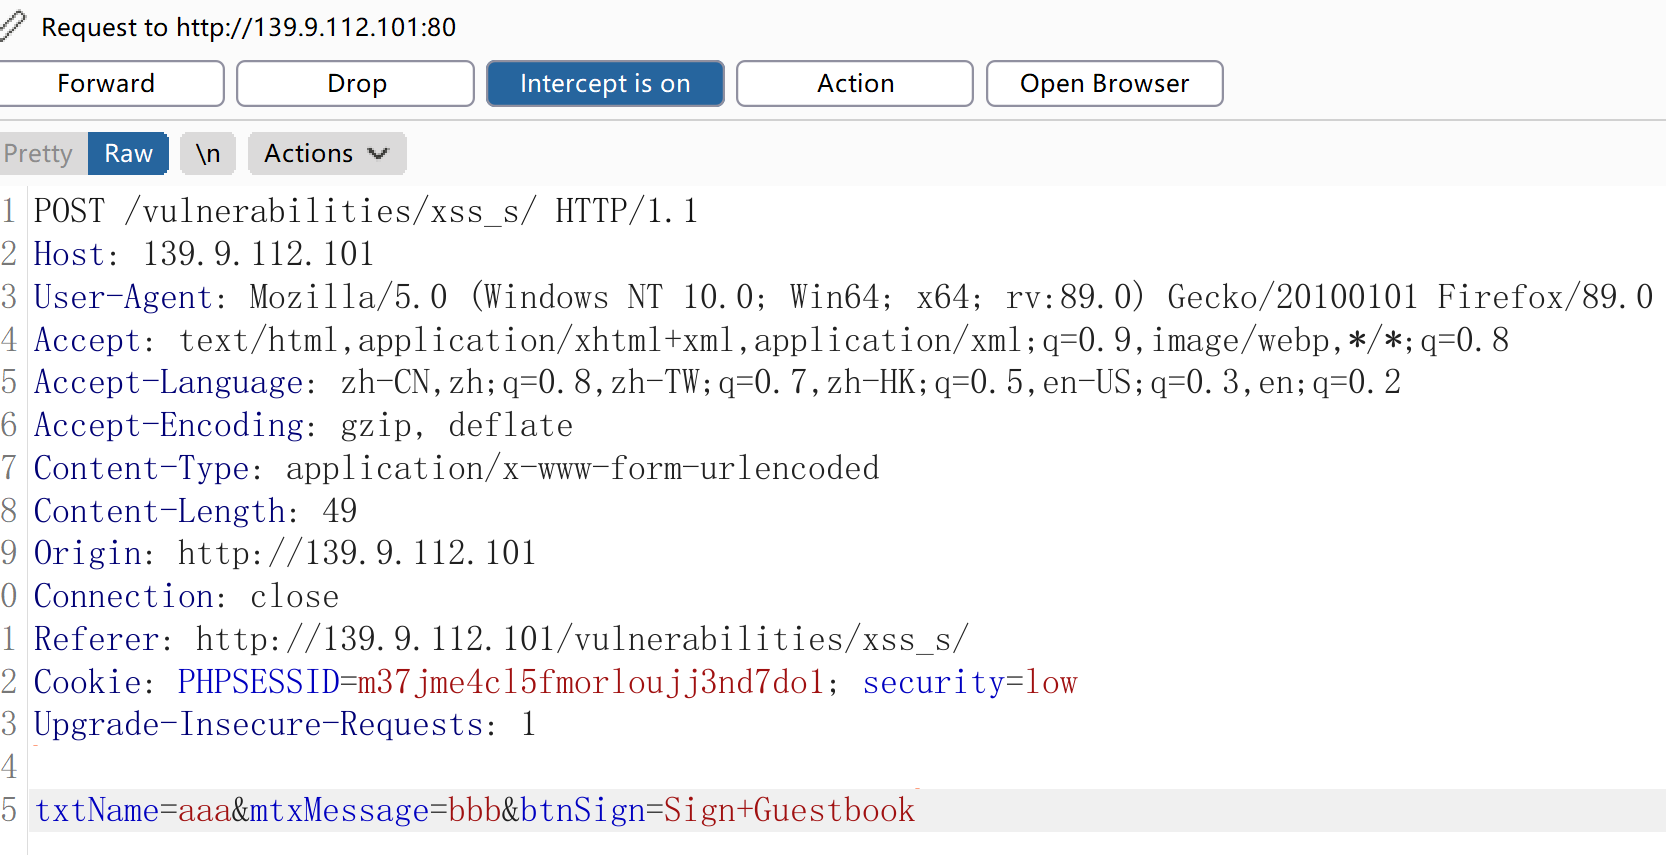 Request to http://139.9.112.101:80
Forward Drop Intercept is on Action Open Browser
Pretty Raw \n Actions
1 POST /vulnerabilities/xss_s/ HTTP/1.1
2 Host: 139.9.112.101
3 User-Agent: Mozilla/5.0 (Windows NT 10.0; Win64; x64; rv:89.0) Gecko/20100101 Firefox/89.0
4 Accept: text/html,application/xhtml+xml,application/xml;q=0.9,image/webp,*/*;q=0.8
5 Accept-Language: zh-CN,zh;q=0.8,zh-TW;q=0.7,zh-HK;q=0.5,en-US;q=0.3,en;q=0.2
6 Accept-Encoding: gzip, deflate
7 Content-Type: application/x-www-form-urlencoded
8 Content-Length: 49
9 Origin: http://139.9.112.101
0 Connection: close
1 Referer: http://139.9.112.101/vulnerabilities/xss_s/
2 Cookie: PHPSESSID=m37jme4cl5fmorloujj3nd7do1; security=low
3 Upgrade-Insecure-Requests: 1
4
5 txtName=aaa&mtxMessage=bbb&btnSign=Sign+Guestbook